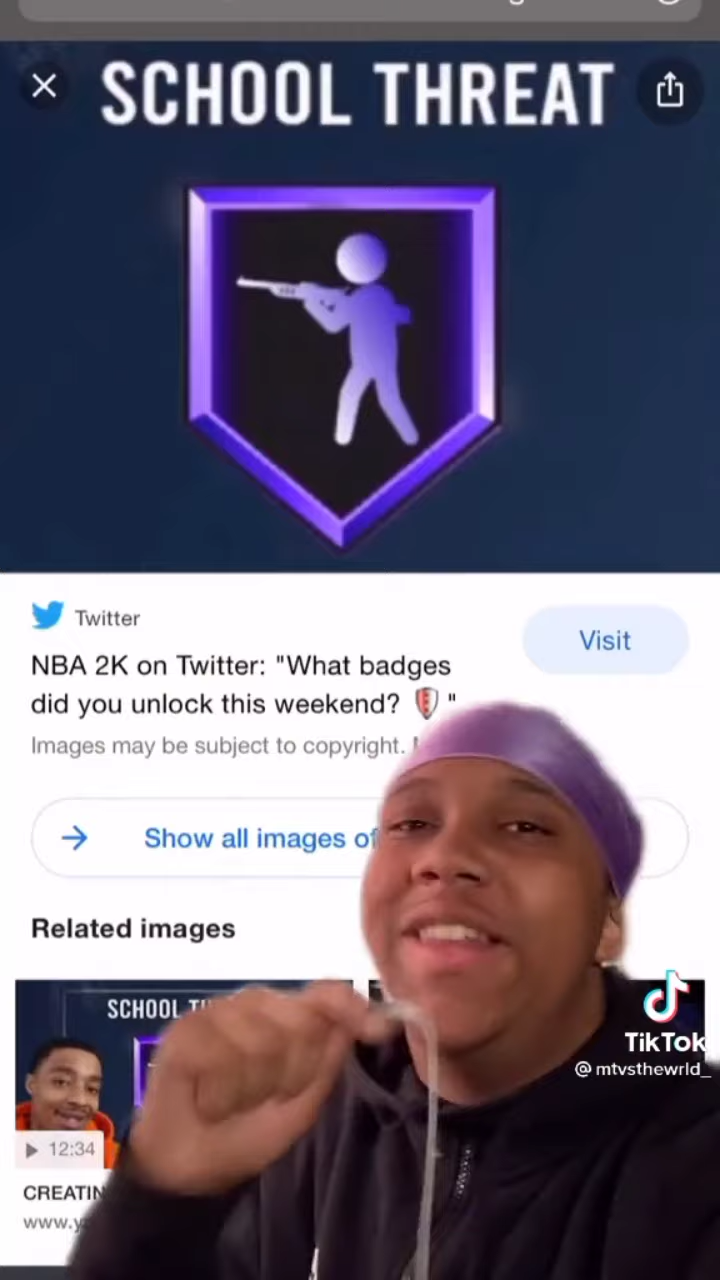 SCHOOL THREAT
Twitter
Visit
NBA 2K on Twitter: "What badges
did you unlock this weekend? "
Images may be subject to copyright.
Show all images of
Related images
SCHOOL
12:34
CREATIN
TikTok
@mtvsthewrld_